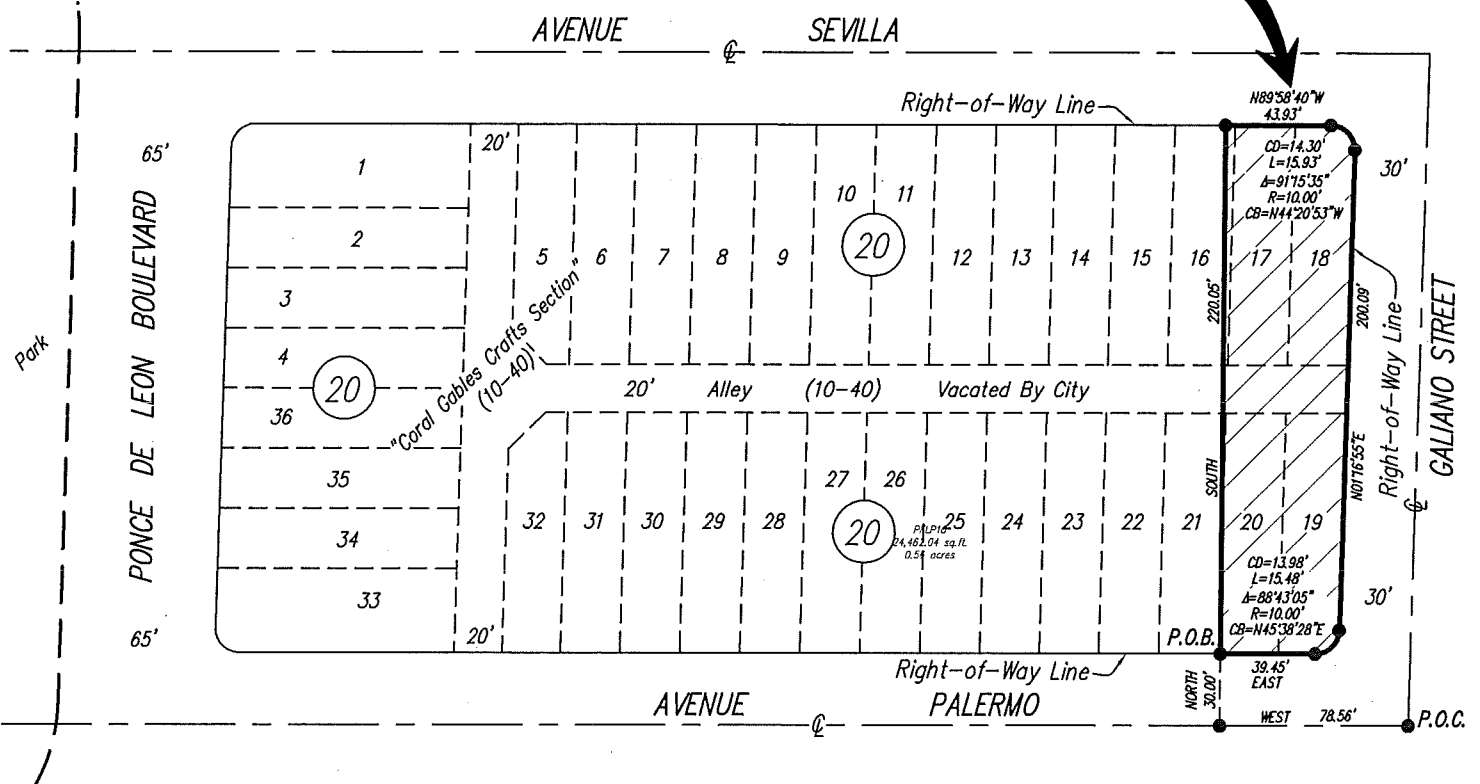 AVENUE SEVILLA
℄
Right-of-Way Line
N89°58'40"W
43.93'
65'
20'
1
CD=14.30'
L=15.93'
Δ=91°15'35"
R=10.00'
CB=N44°20'53"W
30'
10 11
2
20
5 6 7 8 9 12 13 14 15 16 17 18
3
220.05'
200.09'
Right-of-Way Line
GALIANO STREET
PONCE DE LEON BOULEVARD
Park
4
20
"Coral Gables Crafts Section"
(10-40)
20' Alley (10-40) Vacated By City
36
35
N01°16'55"E
SOUTH
℄
27 26
34
32 31 30 29 28 20 25 24 23 22 21 20 19
24,462.04 sq.ft.
0.56 acres
33
CD=13.98'
L=15.48'
Δ=88°43'05"
R=10.00'
CB=N45°38'28"E
30'
65'
20'
P.O.B.
Right-of-Way Line
39.45'
EAST
NORTH
30.00'
AVENUE PALERMO
℄
WEST 78.56'
P.O.C.